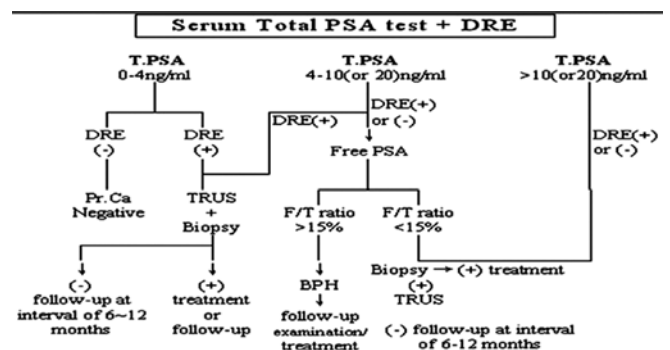 Serum Total PSA test + DRE
T.PSA
0-4ng/ml
T.PSA
4-10(or 20)ng/ml
T.PSA
>10(or20)ng/ml
DRE
(-)
DRE
(+)
DRE(+)
DRE(+)
or (-)
DRE(+)
or (-)
Free PSA
Pr.Ca
Negative
TRUS
+
Biopsy
F/T ratio
>15%
F/T ratio
<15%
(-)
follow-up at
interval of 6~12
months
(+)
treatment
or
follow-up
BPH
follow-up
examination/
treatment
Biopsy → (+) treatment
(+)
TRUS
(-) follow-up at interval
of 6-12 months